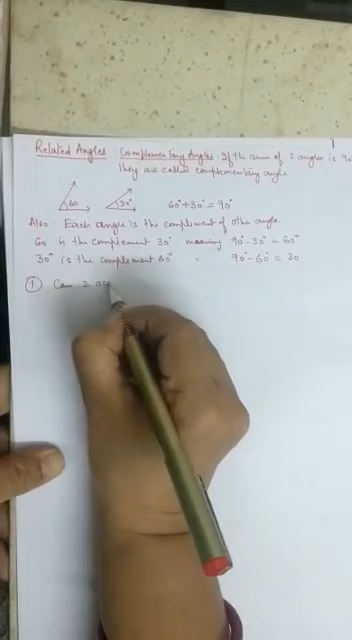 Related Angles Complementary Angles. If the sum of 2 angles is 90
They are called complementary angle.
60 30° 60° + 30° = 90°
Also - Each angle is the complement of othe angle
60 is the complement 30° meaning 90° - 30° = 60°
30° is the complement 60° " 90° - 60° = 30
① Can 2 ac